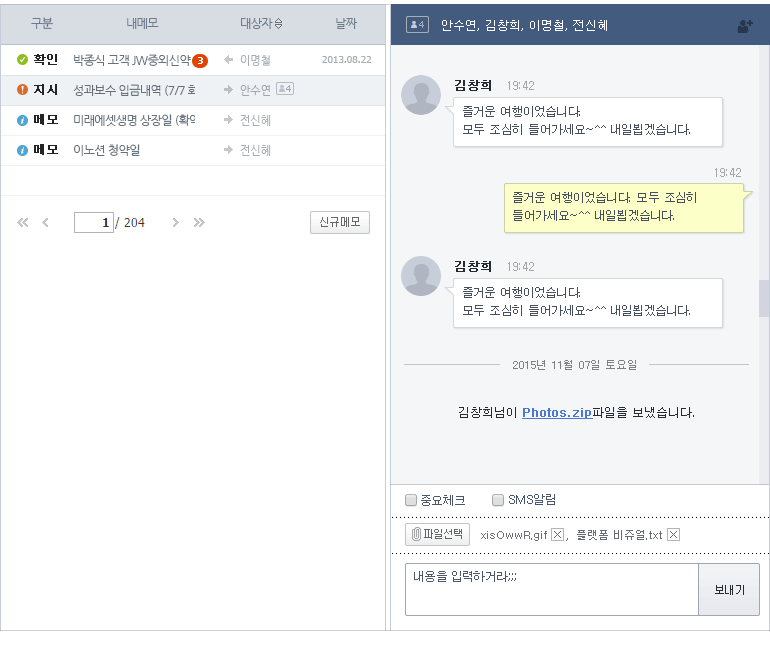 구분 내메모 대상자 날짜
확인 박종식 고객 JW중외신약 3 이명철 2013.08.22
지시 성과보수 입금내역 (7/7 회 안수연 4
메모 미래에셋생명 상장일 (확인 전신혜
메모 이노션 청약일 전신혜
1 / 204 신규메모
4 안수연, 김창희, 이명철, 전신혜
김창희 19:42
즐거운 여행이었습니다.
모두 조심히 들어가세요~^^ 내일뵙겠습니다.
19:42
즐거운 여행이었습니다. 모두 조심히
들어가세요~^^ 내일뵙겠습니다.
김창희 19:42
즐거운 여행이었습니다.
모두 조심히 들어가세요~^^ 내일뵙겠습니다.
2015년 11월 07일 토요일
김창희님이 Photos.zip파일을 보냈습니다.
중요체크 SMS알림
파일선택 xisOwwR.gif , 플랫폼 비쥬얼.txt
내용을 입력하거라;;;
보내기